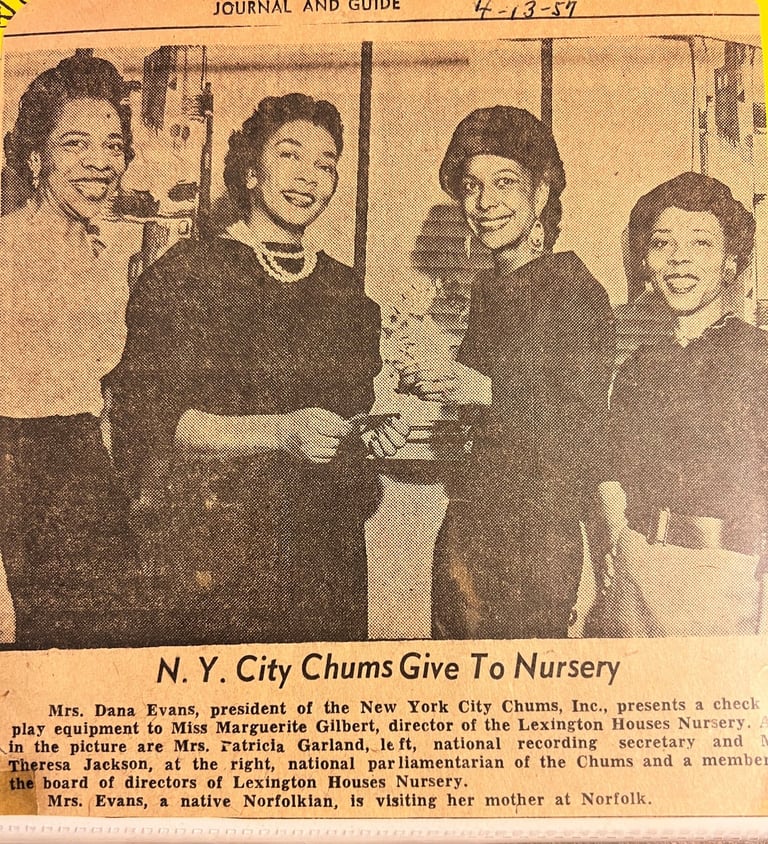 JOURNAL AND GUIDE
4-13-57
N. Y. City Chums Give To Nursery
Mrs. Dana Evans, president of the New York City Chums, Inc., presents a check
play equipment to Miss Marguerite Gilbert, director of the Lexington Houses Nursery.
in the picture are Mrs. Patricia Garland, left, national recording secretary and
Theresa Jackson, at the right, national parliamentarian of the Chums and a member
the board of directors of Lexington Houses Nursery.
Mrs. Evans, a native Norfolkian, is visiting her mother at Norfolk.